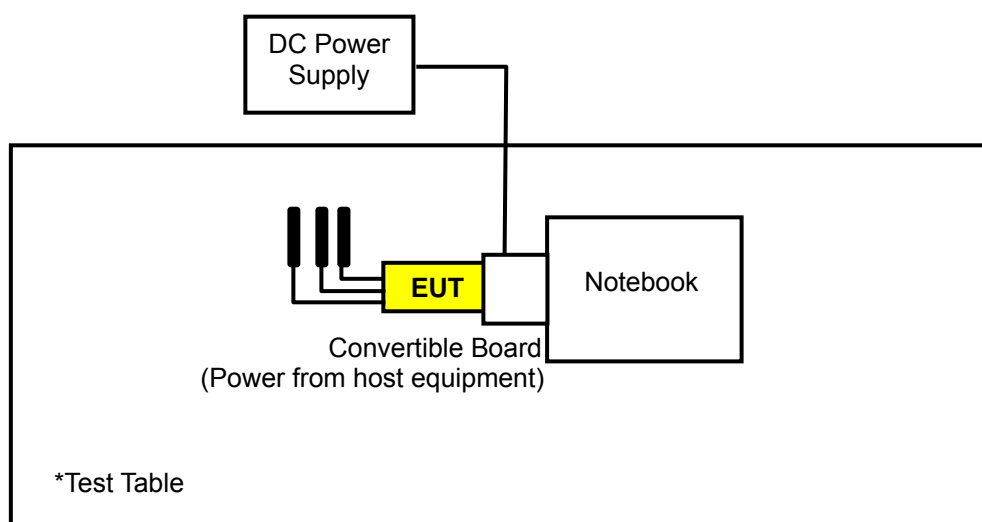 DC Power
Supply
EUT
Notebook
Convertible Board
(Power from host equipment)
*Test Table